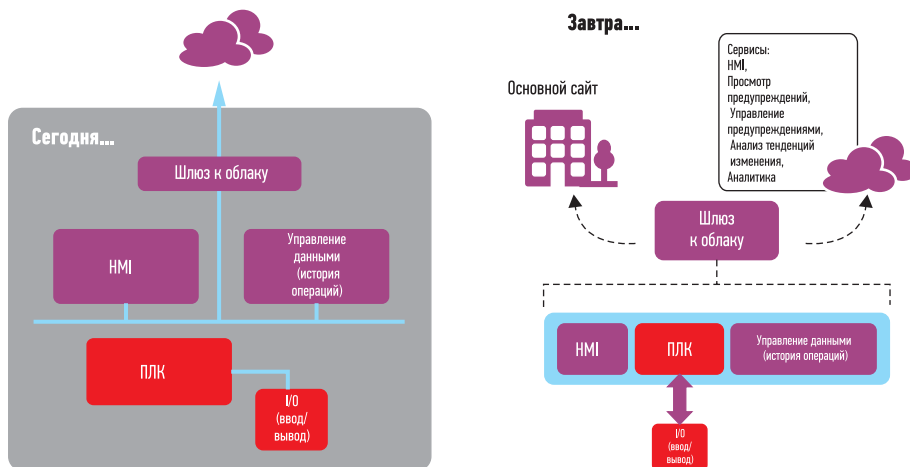 Сегодня...
Шлюз к облаку
HMI
Управление
данными
(история
операций)
ПЛК
I/O
(ввод/
вывод)
Завтра...
Основной сайт
Сервисы:
HMI,
Просмотр
предупреждений,
Управление
предупреждениями,
Анализ тенденций
изменения,
Аналитика
Шлюз
к облаку
HMI
ПЛК
Управление данными
(история операций)
I/O
(ввод/
вывод)